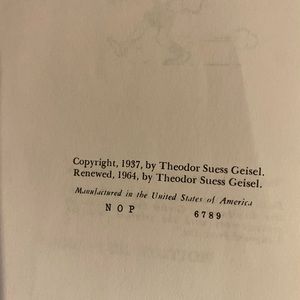 Copyright, 1937, by Theodor Suess Geisel.
Renewed, 1964, by Theodor Suess Geisel.
Manufactured in the United States of America
N O P 6789